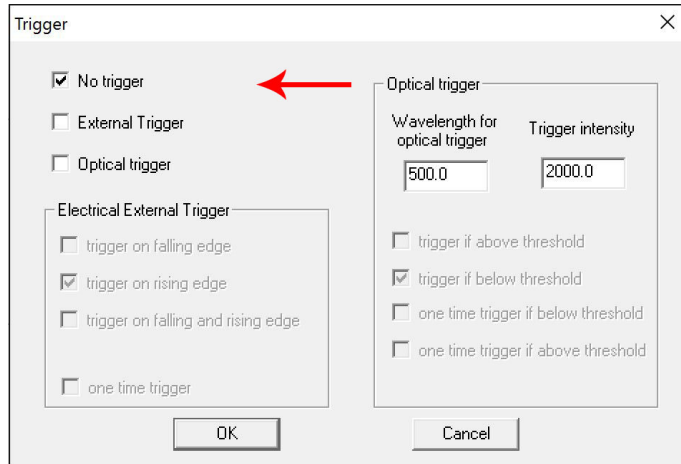 Trigger
No trigger
External Trigger
Optical trigger
Electrical External Trigger
trigger on falling edge
trigger on rising edge
trigger on falling and rising edge
one time trigger
Optical trigger
Wavelength for
optical trigger
500.0
Trigger intensity
2000.0
trigger if above threshold
trigger if below threshold
one time trigger if below threshold
one time trigger if above threshold
OK
Cancel